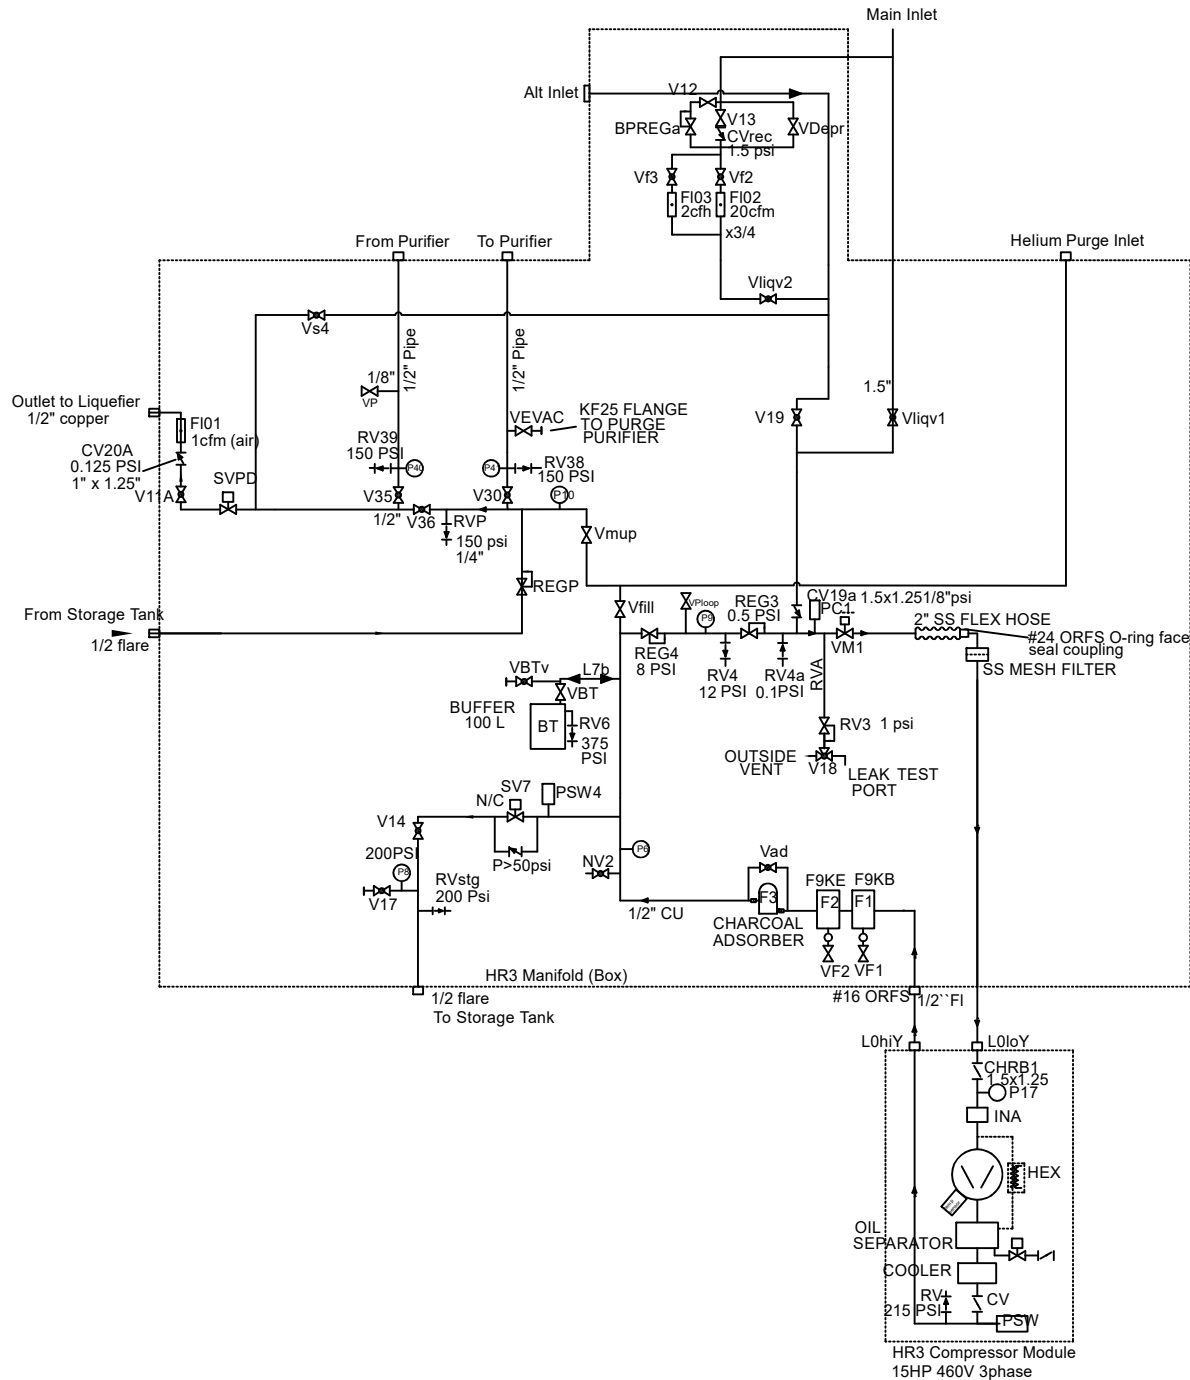 Main Inlet
Alt Inlet
V12
BPREGa
V13
VDepr
CVrec
1.5 psi
Vf3
Vf2
FI03
2cfh
FI02
20cfm
x3/4
From Purifier
To Purifier
Helium Purge Inlet
Vliqv2
Vs4
1/2" Pipe
1/2" Pipe
1/8"
VP
1.5"
Outlet to Liquefier
1/2" copper
FI01
1cfm (air)
VEVAC
KF25 FLANGE
TO PURGE
PURIFIER
V19
Vliqv1
CV20A
0.125 PSI
1" x 1.25"
RV39
150 PSI
P40
P4
RV38
150 PSI
SVPD
V11A
V35
V30
P10
1/2"
V36
RVP
150 psi
1/4"
Vmup
REGP
From Storage Tank
1/2 flare
Vfill
VPloop
P9
REG3
0.5 PSI
CV19a
1.5x1.251/8"psi
PC1
2" SS FLEX HOSE
#24 ORFS O-ring face
seal coupling
REG4
8 PSI
VM1
SS MESH FILTER
RV4
12 PSI
RV4a
0.1PSI
RVA
VBTv
L7b
VBT
BUFFER
100 L
BT
RV6
375
PSI
RV3
1 psi
OUTSIDE
VENT
V18
LEAK TEST
PORT
SV7
N/C
PSW4
V14
P>50psi
200PSI
P8
P6
Vad
NV2
V17
RVstg
200 Psi
F9KE
F9KB
F3
F2
F1
1/2" CU
CHARCOAL
ADSORBER
VF2
VF1
HR3 Manifold (Box)
1/2 flare
To Storage Tank
#16 ORFS
1/2``Fl
L0hiY
L0loY
CHRB1
1.5x1.25
P17
INA
HEX
OIL
SEPARATOR
COOLER
RV
215 PSI
CV
PSW
HR3 Compressor Module
15HP 460V 3phase